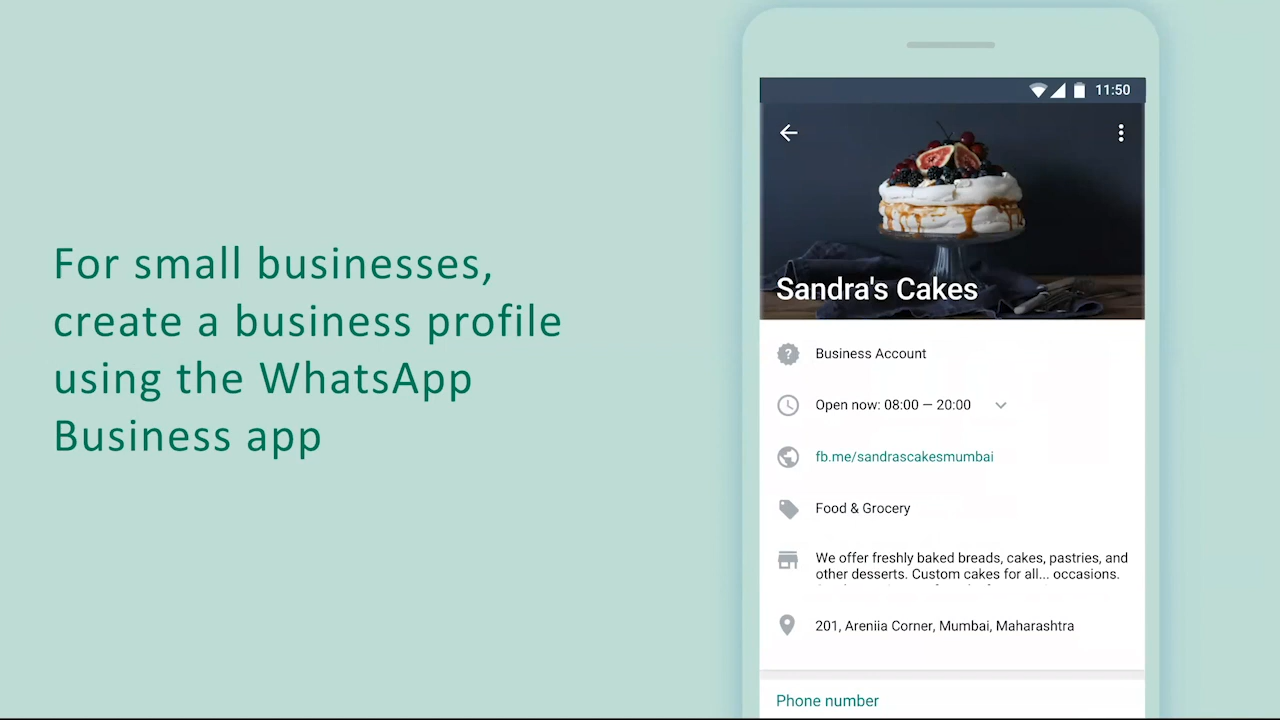 For small businesses,
create a business profile
using the WhatsApp
Business app
11:50
Sandra's Cakes
Business Account
Open now: 08:00 — 20:00
fb.me/sandrascakesmumbai
Food & Grocery
We offer freshly baked breads, cakes, pastries, and
other desserts. Custom cakes for all... occasions.
201, Areniia Corner, Mumbai, Maharashtra
Phone number